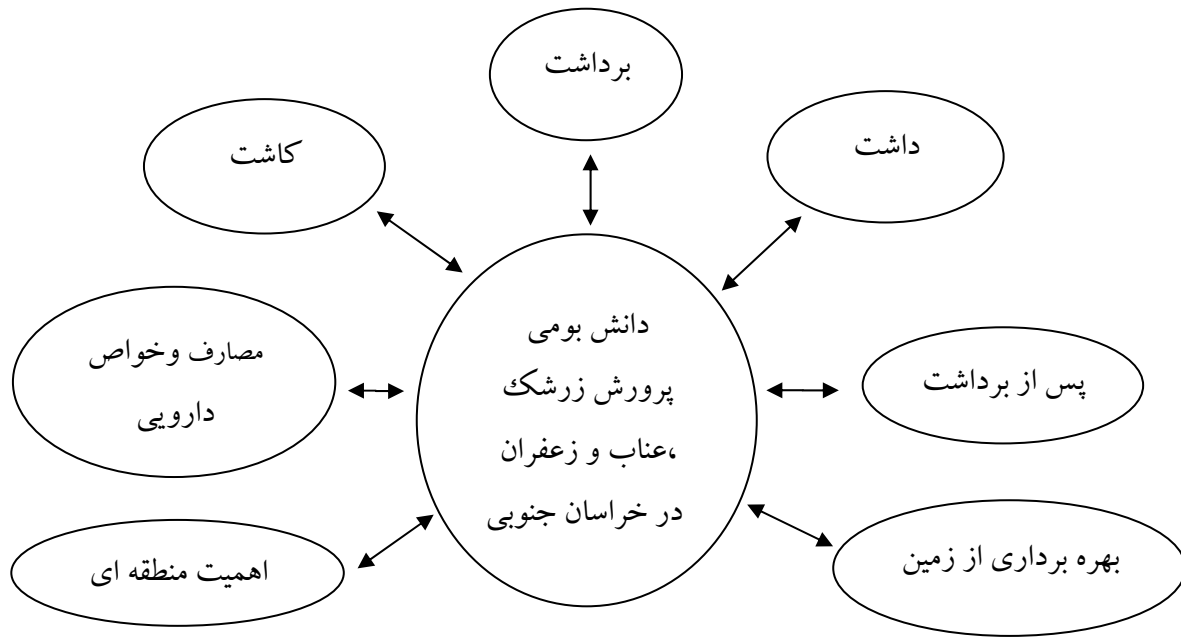 برداشت
داشت
کاشت
دانش بومی
پرورش زرشک
،عناب و زعفران
در خراسان جنوبی
مصارف وخواص
دارویی
پس از برداشت
اهمیت منطقه ای
بهره برداری از زمین